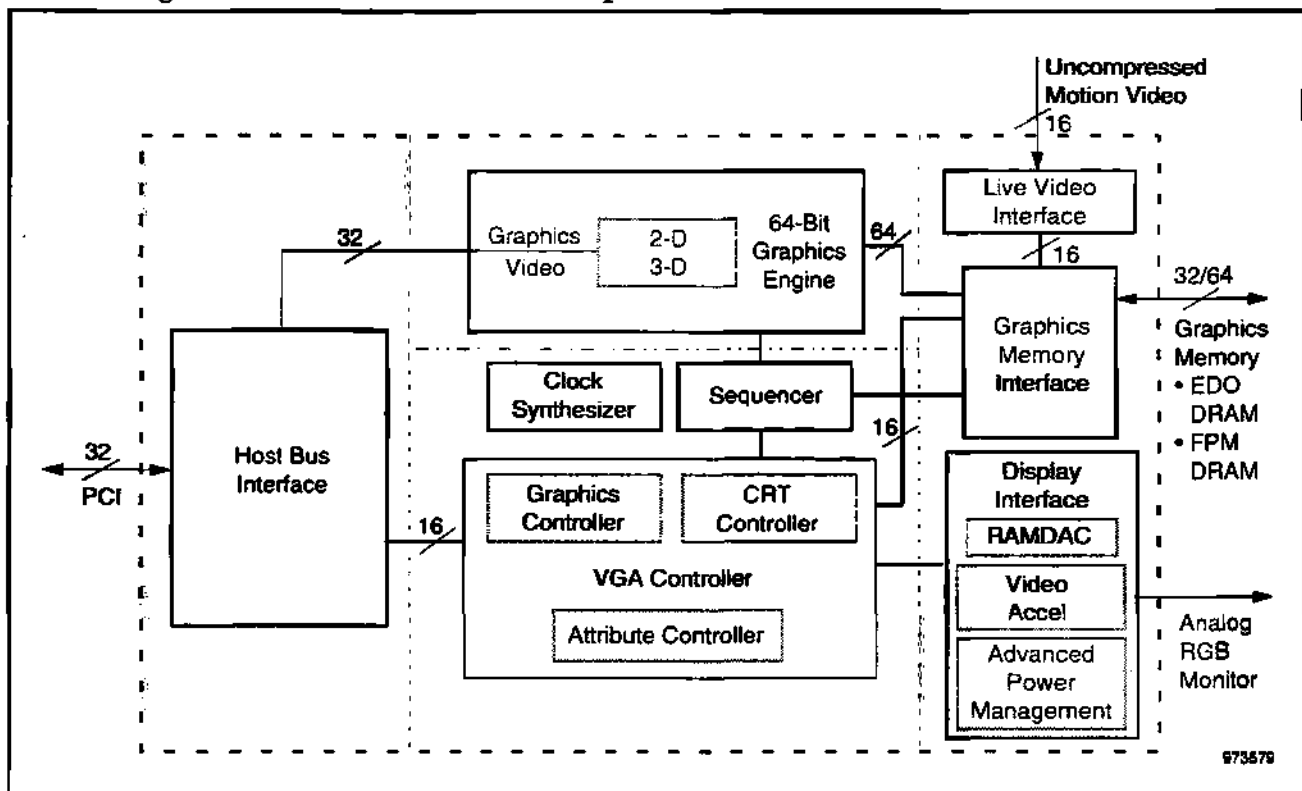 Uncompressed
Motion Video
16
Live Video
Interface
16
32
Graphics
Video
2-D
3-D
64-Bit
Graphics
Engine
64
Graphics
Memory
Interface
32/64
Graphics
Memory
• EDO
DRAM
• FPM
DRAM
Clock
Synthesizer
Sequencer
16
32
PCI
Host Bus
Interface
16
Graphics
Controller
CRT
Controller
VGA Controller
Attribute Controller
Display
Interface
RAMDAC
Video
Accel
Advanced
Power
Management
Analog
RGB
Monitor
973579